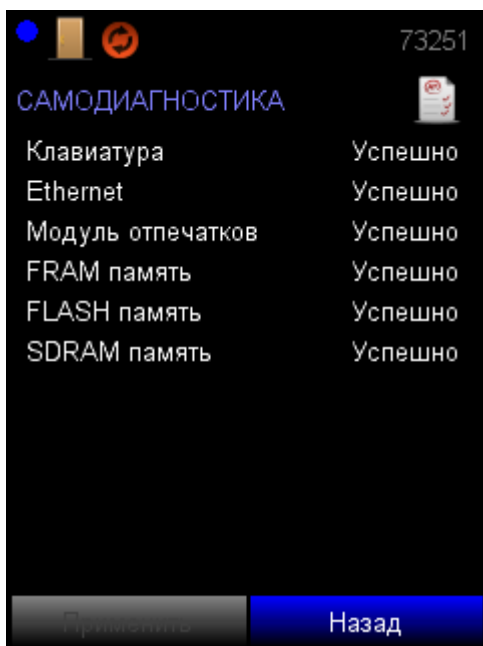 73251
САМОДИАГНОСТИКА
Клавиатура Успешно
Ethernet Успешно
Модуль отпечатков Успешно
FRAM память Успешно
FLASH память Успешно
SDRAM память Успешно
Применить Назад